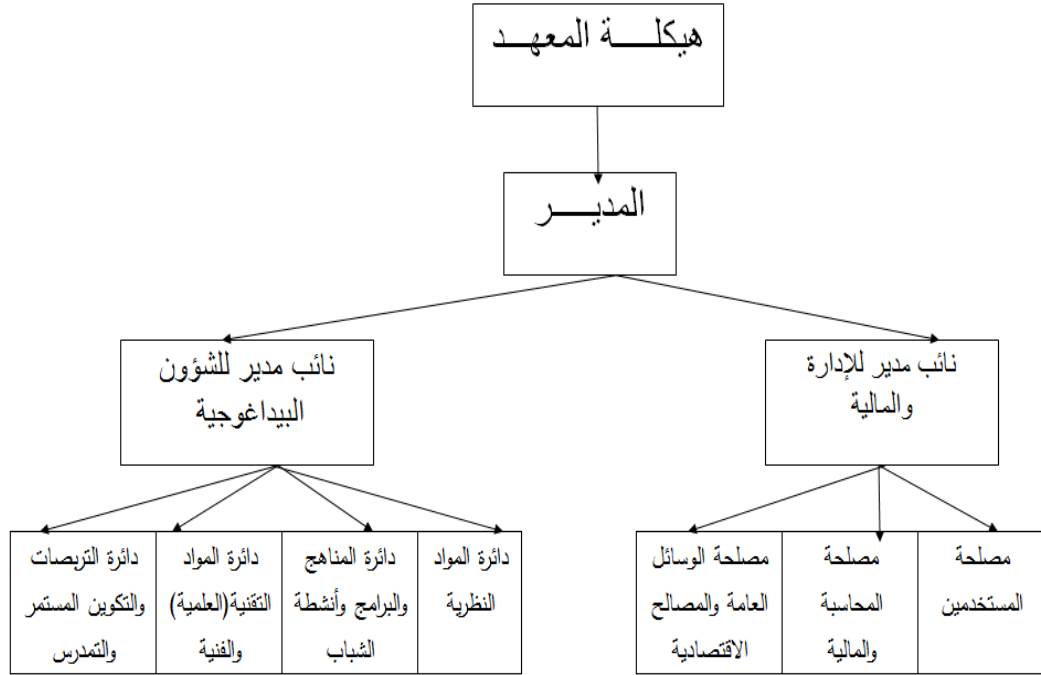 هيكلـــــة المعهـــد
المديـــــر
نائب مدير للإدارة
والمالية
نائب مدير للشؤون
البيداغوجية
مصلحة
المستخدمين
مصلحة
المحاسبة
والمالية
مصلحة الوسائل
العامة والمصالح
الاقتصادية
دائرة المواد
النظرية
دائرة المناهج
والبرامج وأنشطة
الشباب
دائرة المواد
التقنية(العلمية)
والفنية
دائرة التربصات
والتكوين المستمر
والتمدرس